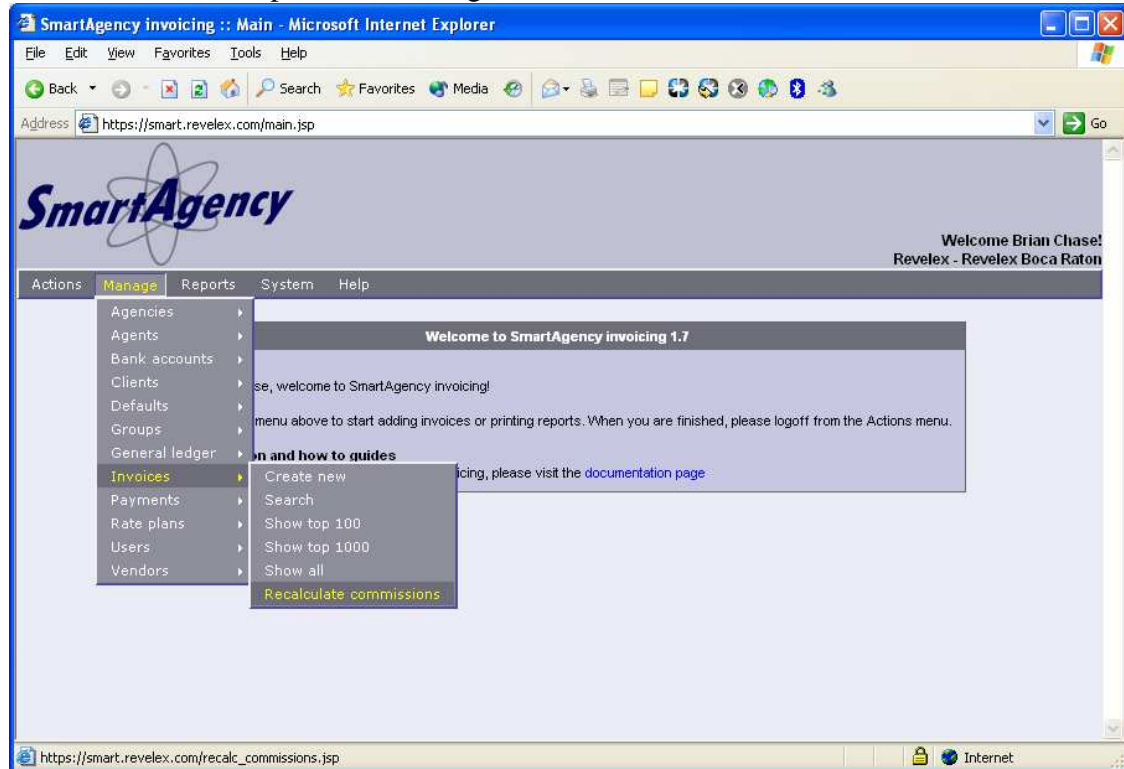 SmartAgency invoicing :: Main - Microsoft Internet Explorer
File Edit View Favorites Tools Help
Back Search Favorites Media
Address https://smart.revelex.com/main.jsp Go
SmartAgency
Welcome Brian Chase!
Revelex - Revelex Boca Raton
Actions Manage Reports System Help
Agencies
Agents
Bank accounts
Clients
Defaults
Groups
General ledger
Invoices
Payments
Rate plans
Users
Vendors
Create new
Search
Show top 100
Show top 1000
Show all
Recalculate commissions
Welcome to SmartAgency invoicing 1.7
se, welcome to SmartAgency invoicing!
menu above to start adding invoices or printing reports. When you are finished, please logoff from the Actions menu.
on and how to guides
icing, please visit the documentation page
https://smart.revelex.com/recalc_commissions.jsp Internet